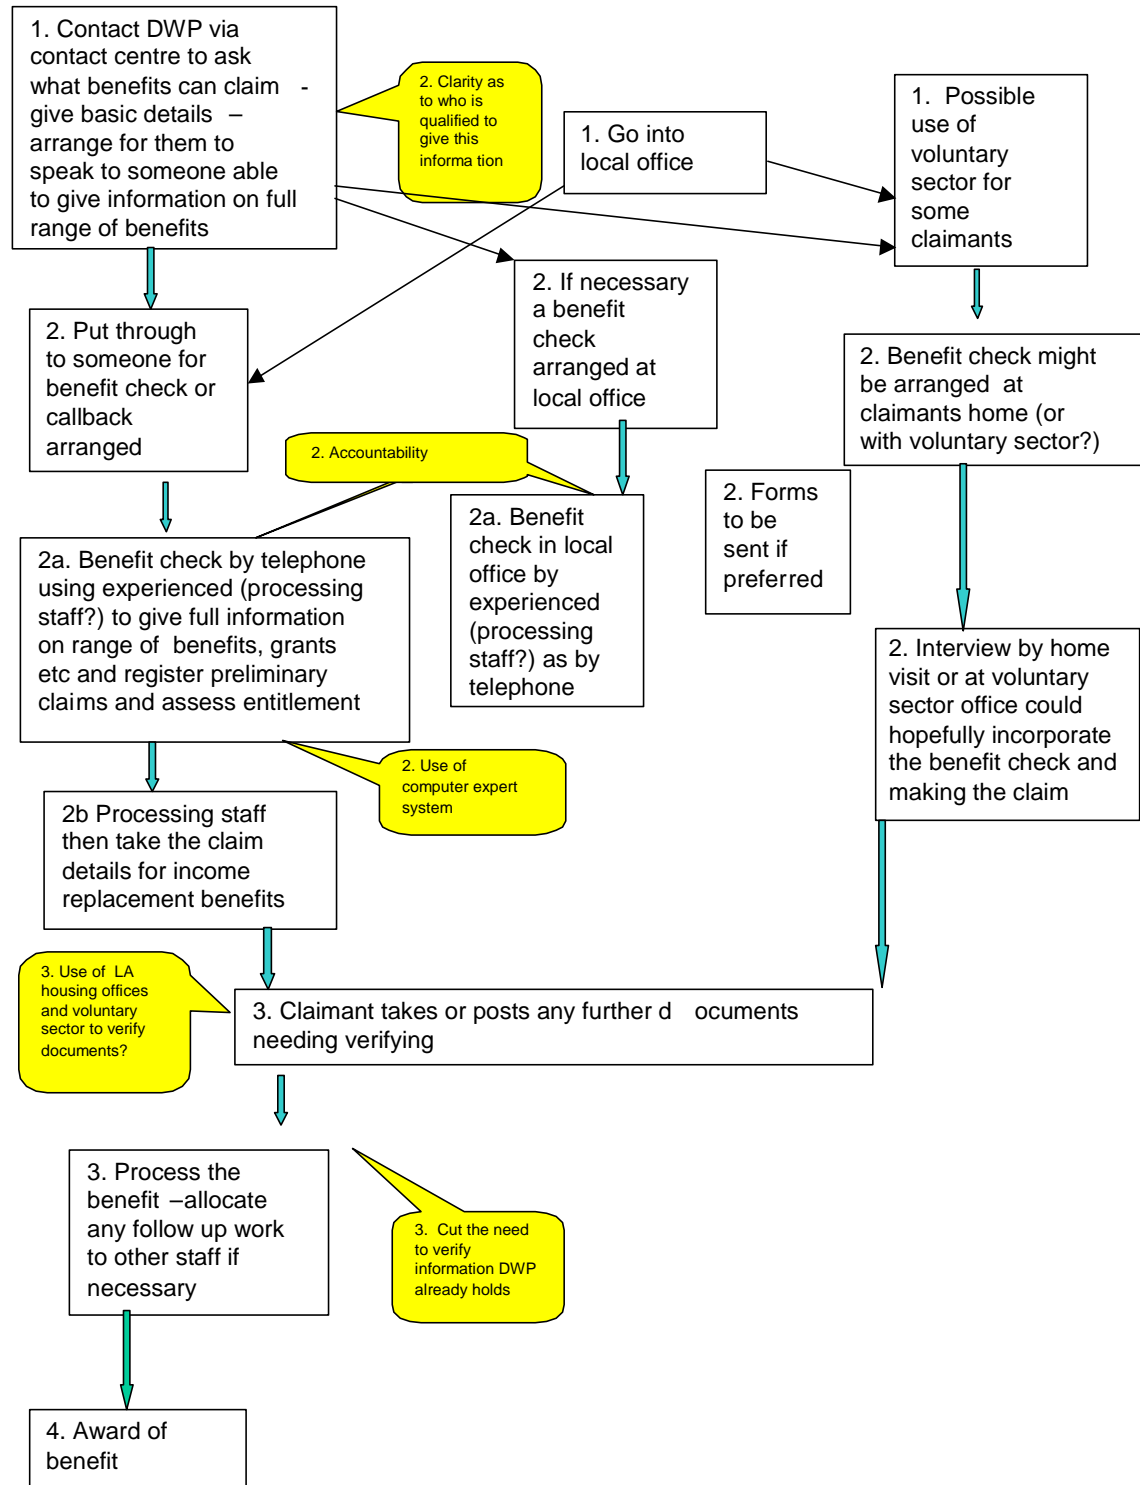 1. Contact DWP via
contact centre to ask
what benefits can claim -
give basic details –
arrange for them to
speak to someone able
to give information on full
range of benefits
2. Clarity as
to who is
qualified to
give this
informa tion
1. Go into
local office
1. Possible
use of
voluntary
sector for
some
claimants
2. Put through
to someone for
benefit check or
callback
arranged
2. If necessary
a benefit
check
arranged at
local office
2. Benefit check might
be arranged at
claimants home (or
with voluntary sector?)
2. Accountability
2a. Benefit check by telephone
using experienced (processing
staff?) to give full information
on range of benefits, grants
etc and register preliminary
claims and assess entitlement
2a. Benefit
check in local
office by
experienced
(processing
staff?) as by
telephone
2. Forms
to be
sent if
preferred
2. Interview by home
visit or at voluntary
sector office could
hopefully incorporate
the benefit check and
making the claim
2. Use of
computer expert
system
2b Processing staff
then take the claim
details for income
replacement benefits
3. Use of LA
housing offices
and voluntary
sector to verify
documents?
3. Claimant takes or posts any further d ocuments
needing verifying
3. Process the
benefit –allocate
any follow up work
to other staff if
necessary
3. Cut the need
to verify
information DWP
already holds
4. Award of
benefit